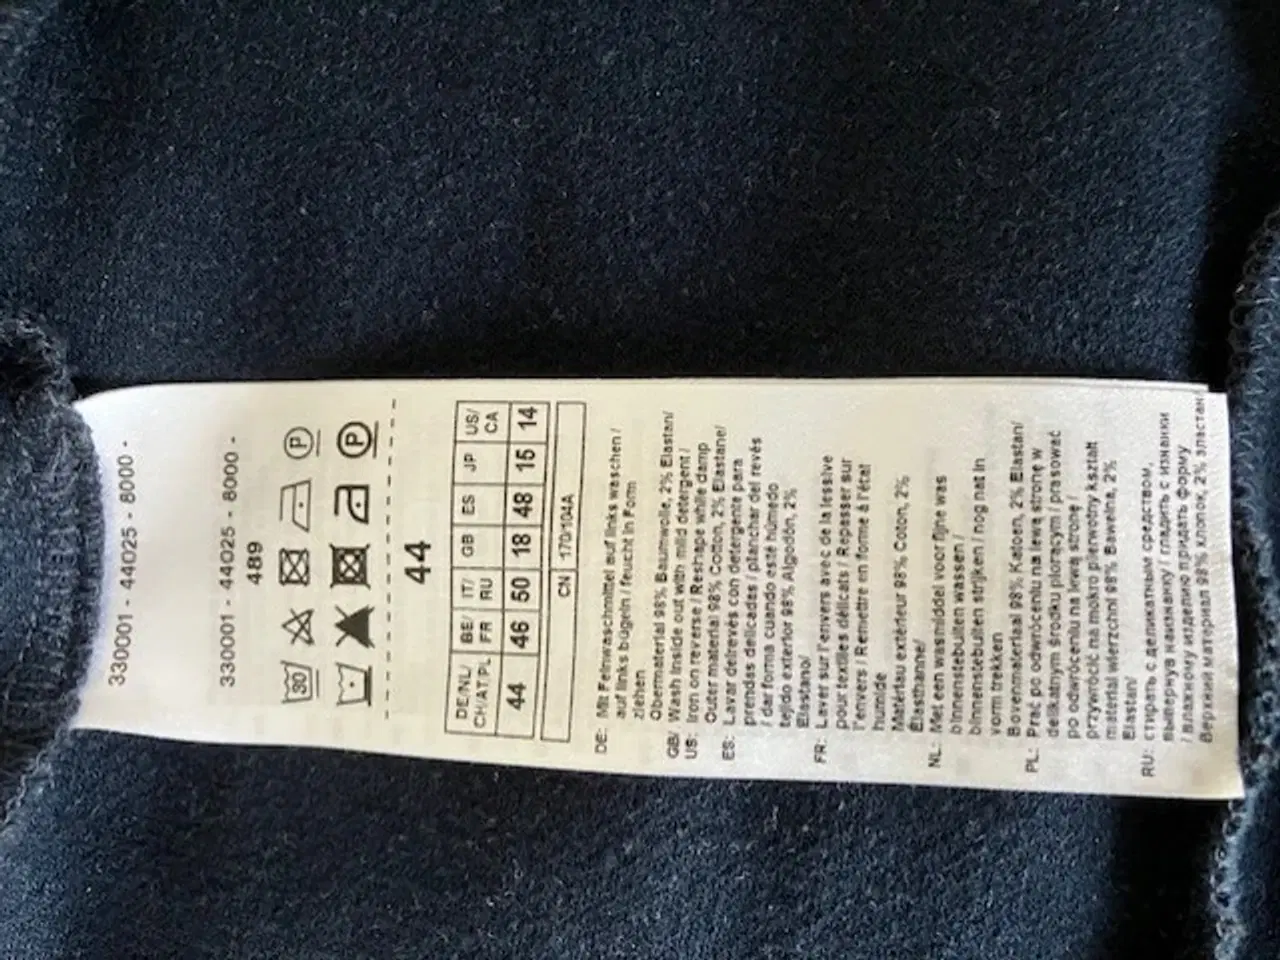 330001 - 44025 - 8000 -
330001 - 44025 - 8000 -
489
30 P
P
44
DE/NL/ CH/AT/PL BE/ FR IT/ RU GB ES JP US/ CA
44 46 50 18 48 15 14
CN 170/104A
DE: Mit Feinwaschmittel auf links waschen /
auf links bügeln / feucht in Form
ziehen
Obermaterial 98% Baumwolle, 2% Elastan/
GB/ Wash inside out with mild detergent /
US: Iron on reverse / Reshape while damp
Outer material 98% Cotton, 2% Elastane/
ES: Lavar del revés con detergente para
prendas delicadas / planchar del revés
/ dar forma cuando esté húmedo
tejido exterior 98% Algodón, 2%
Elastano/
FR: Laver sur l'envers avec de la lessive
pour textiles délicats / Repasser sur
l'envers / Remettre en forme à l'état
humide
Matériau extérieur 98% Coton, 2%
Elasthanne/
NL: Met een wasmiddel voor fijne was
binnenstebuiten wassen /
binnenstebuiten strijken / nog nat in
vorm trekken
Bovenmateriaal 98% Katoen, 2% Elastan/
PL: Prać po odwróceniu na lewą stronę w
delikatnym środku piorącym / prasować
po odwróceniu na lewą stronę /
przywrócić na mokro pierwotny kształt
materiał wierzchni 98% Bawełna, 2%
Elastan/
RU: стирать с деликатным средством,
вывернув наизнанку / гладить с изнанки
/ влажному изделию придать форму
Верхний материал 98% хлопок, 2% эластан/